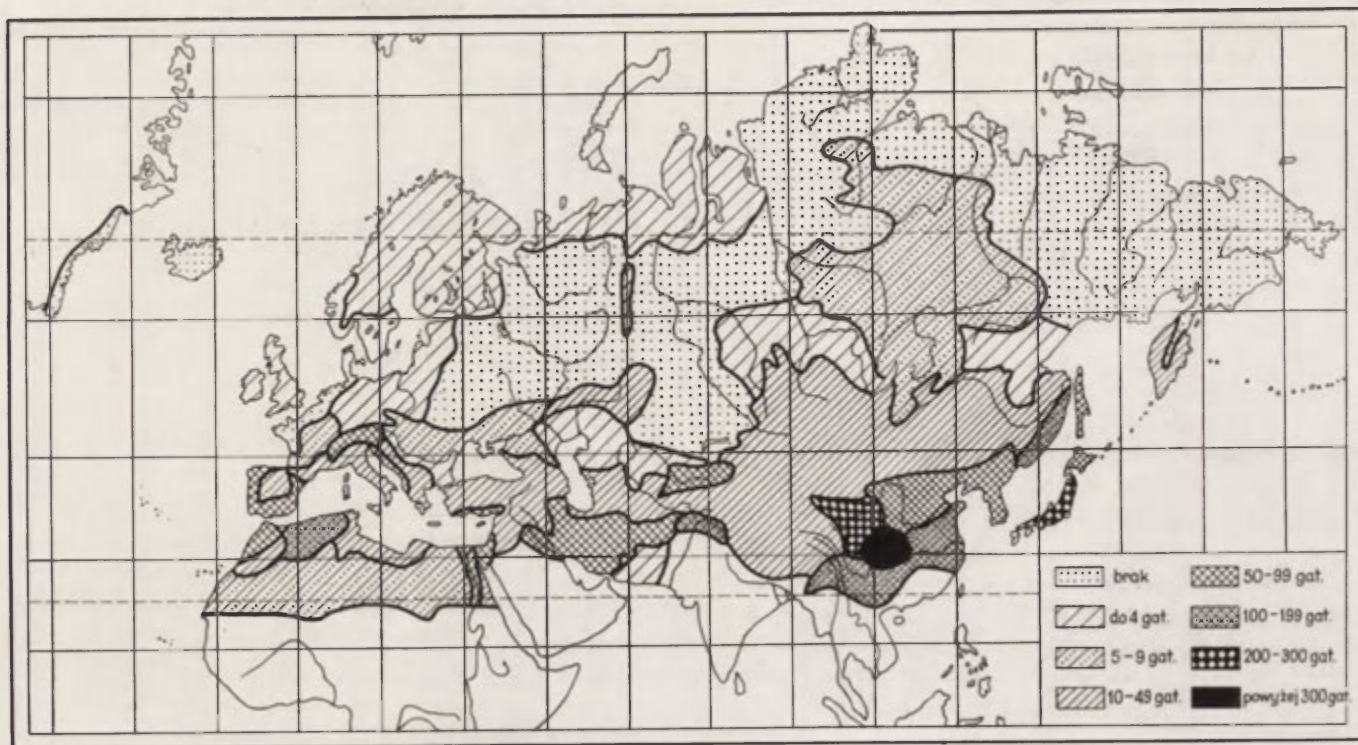 brak
do 4 gat.
5-9 gat.
10-49 gat.
50-99 gat.
100-199 gat.
200-300 gat.
powyżej 300 gat.